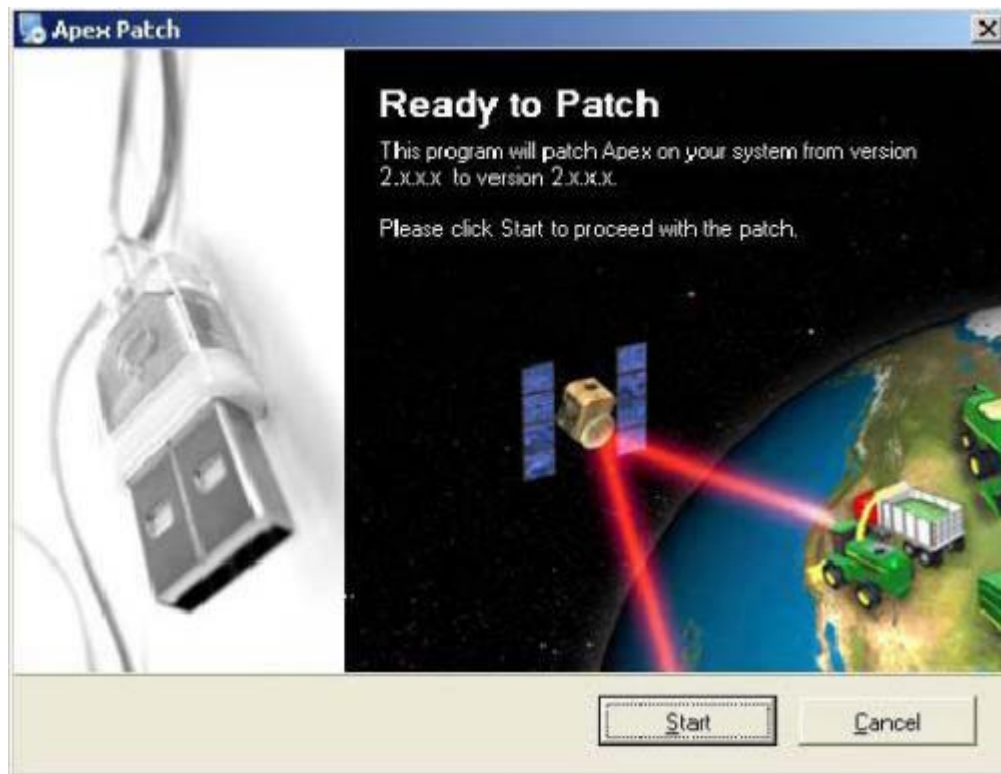 Apex Patch
Ready to Patch
This program will patch Apex on your system from version
2.x.x.x to version 2.x.x.x.
Please click Start to proceed with the patch.
Start
Cancel